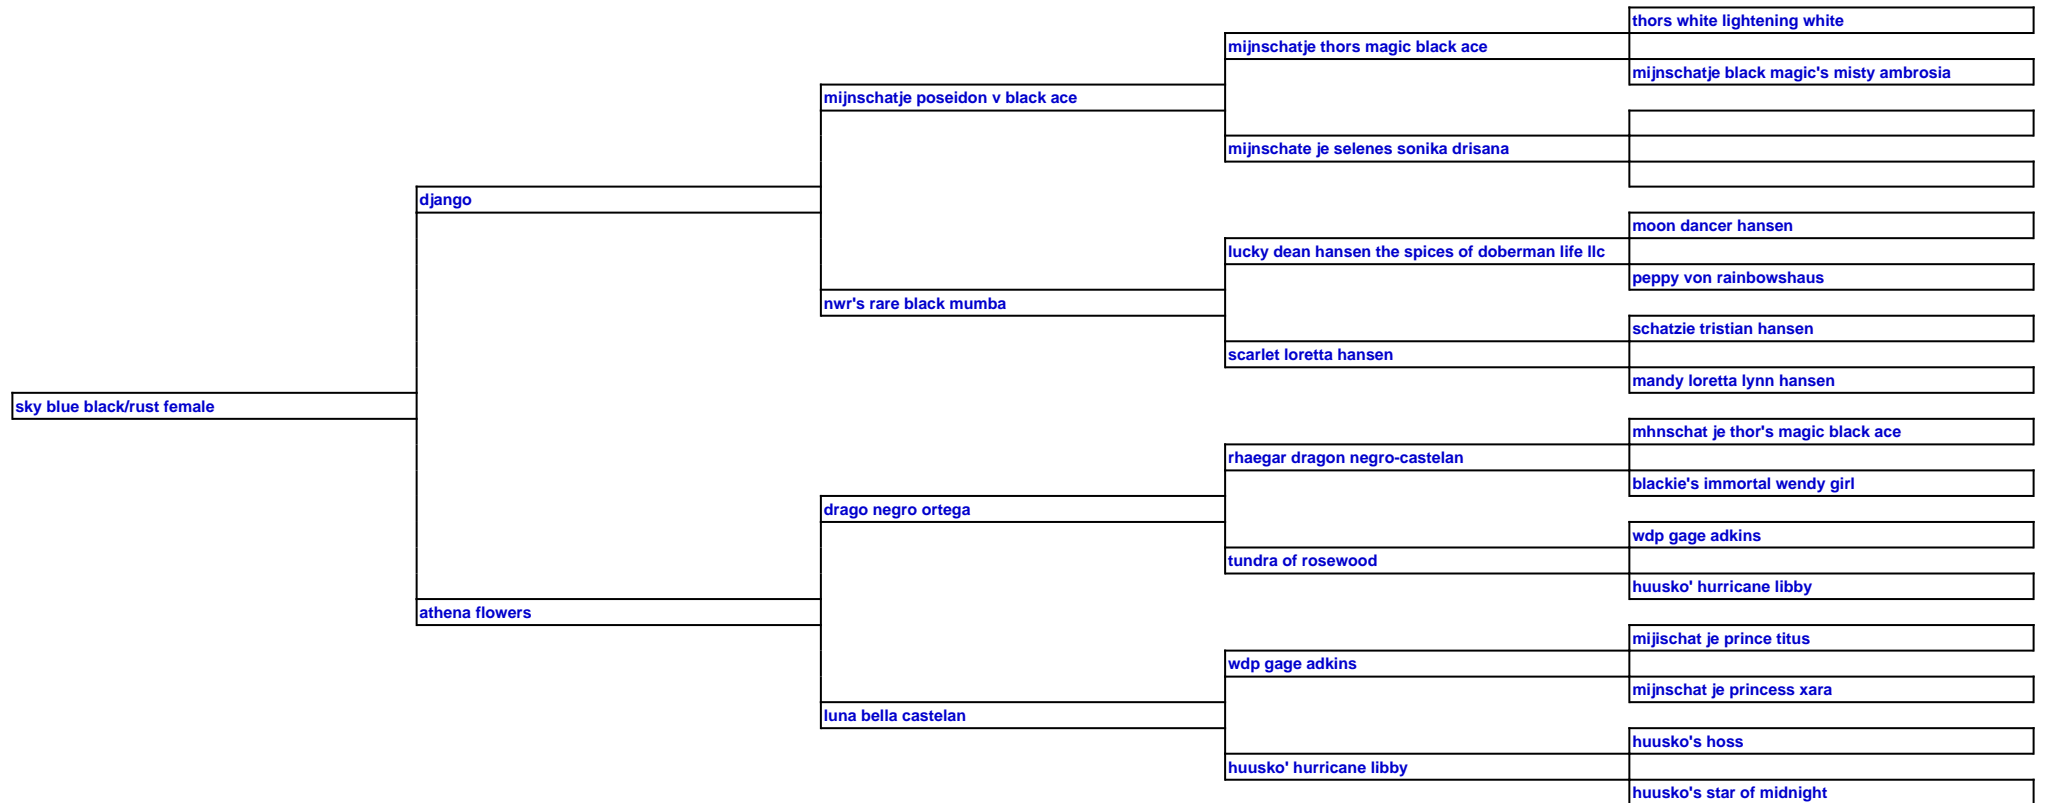 thors white lightening white
mijnschatje thors magic black ace
mijnschatje black magic's misty ambrosia
mijnschatje poseidon v black ace
mijnschate je selenes sonika drisana
django
moon dancer hansen
lucky dean hansen the spices of doberman life llc
peppy von rainbowshaus
nwr's rare black mumba
schatzie tristian hansen
scarlet loretta hansen
mandy loretta lynn hansen
sky blue black/rust female
mhnschat je thor's magic black ace
rhaegar dragon negro-castelan
blackie's immortal wendy girl
drago negro ortega
wdp gage adkins
tundra of rosewood
huusko' hurricane libby
athena flowers
mijischat je prince titus
wdp gage adkins
mijnschat je princess xara
luna bella castelan
huusko's hoss
huusko' hurricane libby
huusko's star of midnight